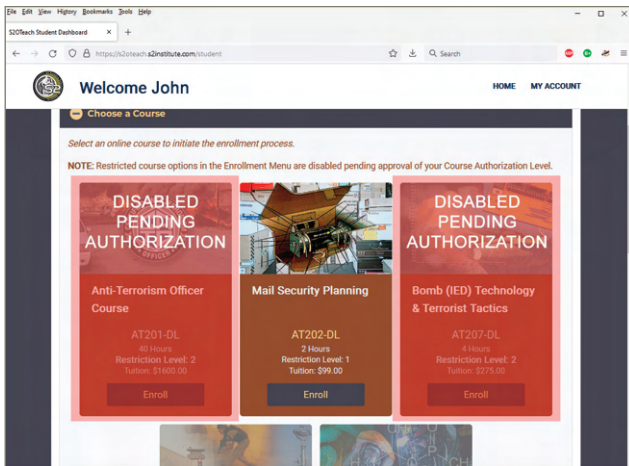 File Edit View History Bookmarks Tools Help
S2OTeach Student Dashboard
https://s2oteach.s2institute.com/student
Search
Welcome John
HOME MY ACCOUNT
Choose a Course
Select an online course to initiate the enrollment process.
NOTE: Restricted course options in the Enrollment Menu are disabled pending approval of your Course Authorization Level.
DISABLED
PENDING
AUTHORIZATION
Anti-Terrorism Officer
Course
AT201-DL
40 Hours
Restriction Level: 2
Tuition: $1600.00
Enroll
Mail Security Planning
AT202-DL
2 Hours
Restriction Level: 1
Tuition: $99.00
Enroll
DISABLED
PENDING
AUTHORIZATION
Bomb (IED) Technology
& Terrorist Tactics
AT207-DL
4 Hours
Restriction Level: 2
Tuition: $275.00
Enroll